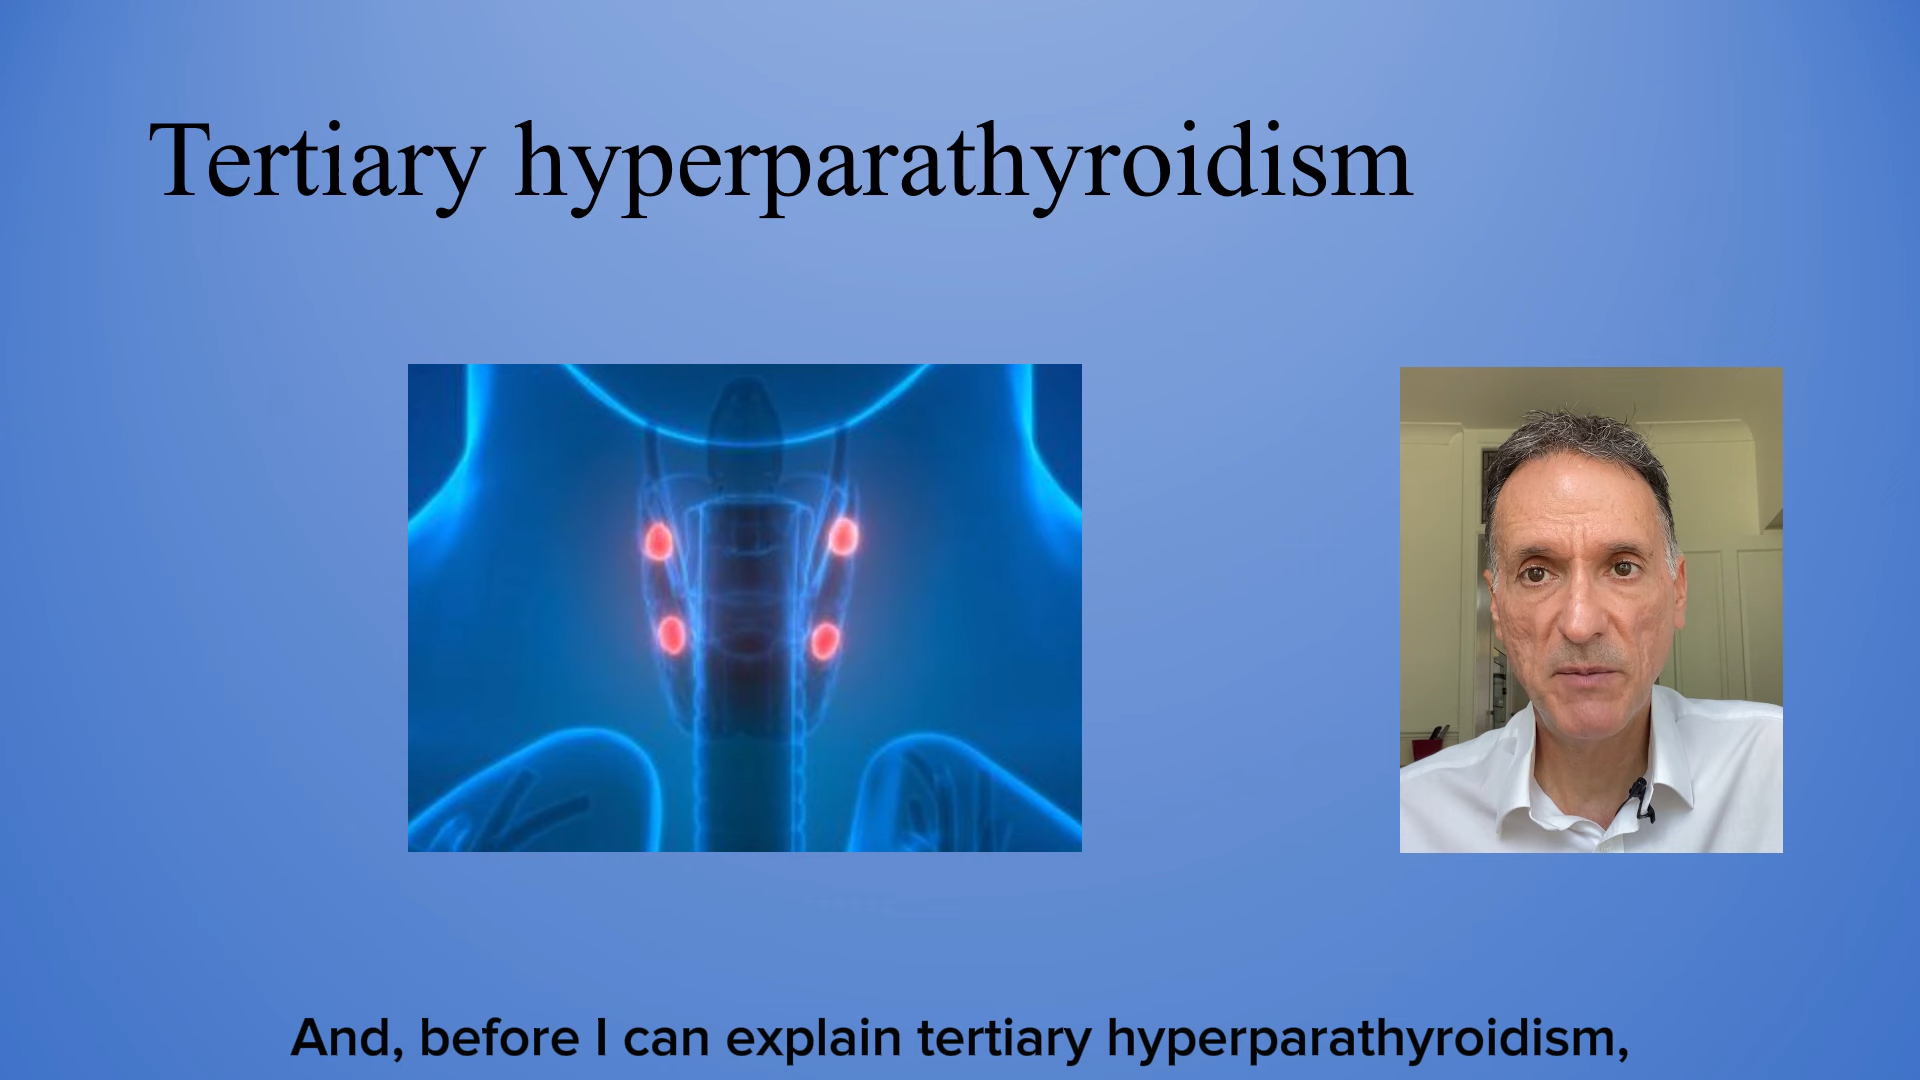 Tertiary hyperparathyroidism
And, before I can explain tertiary hyperparathyroidism,